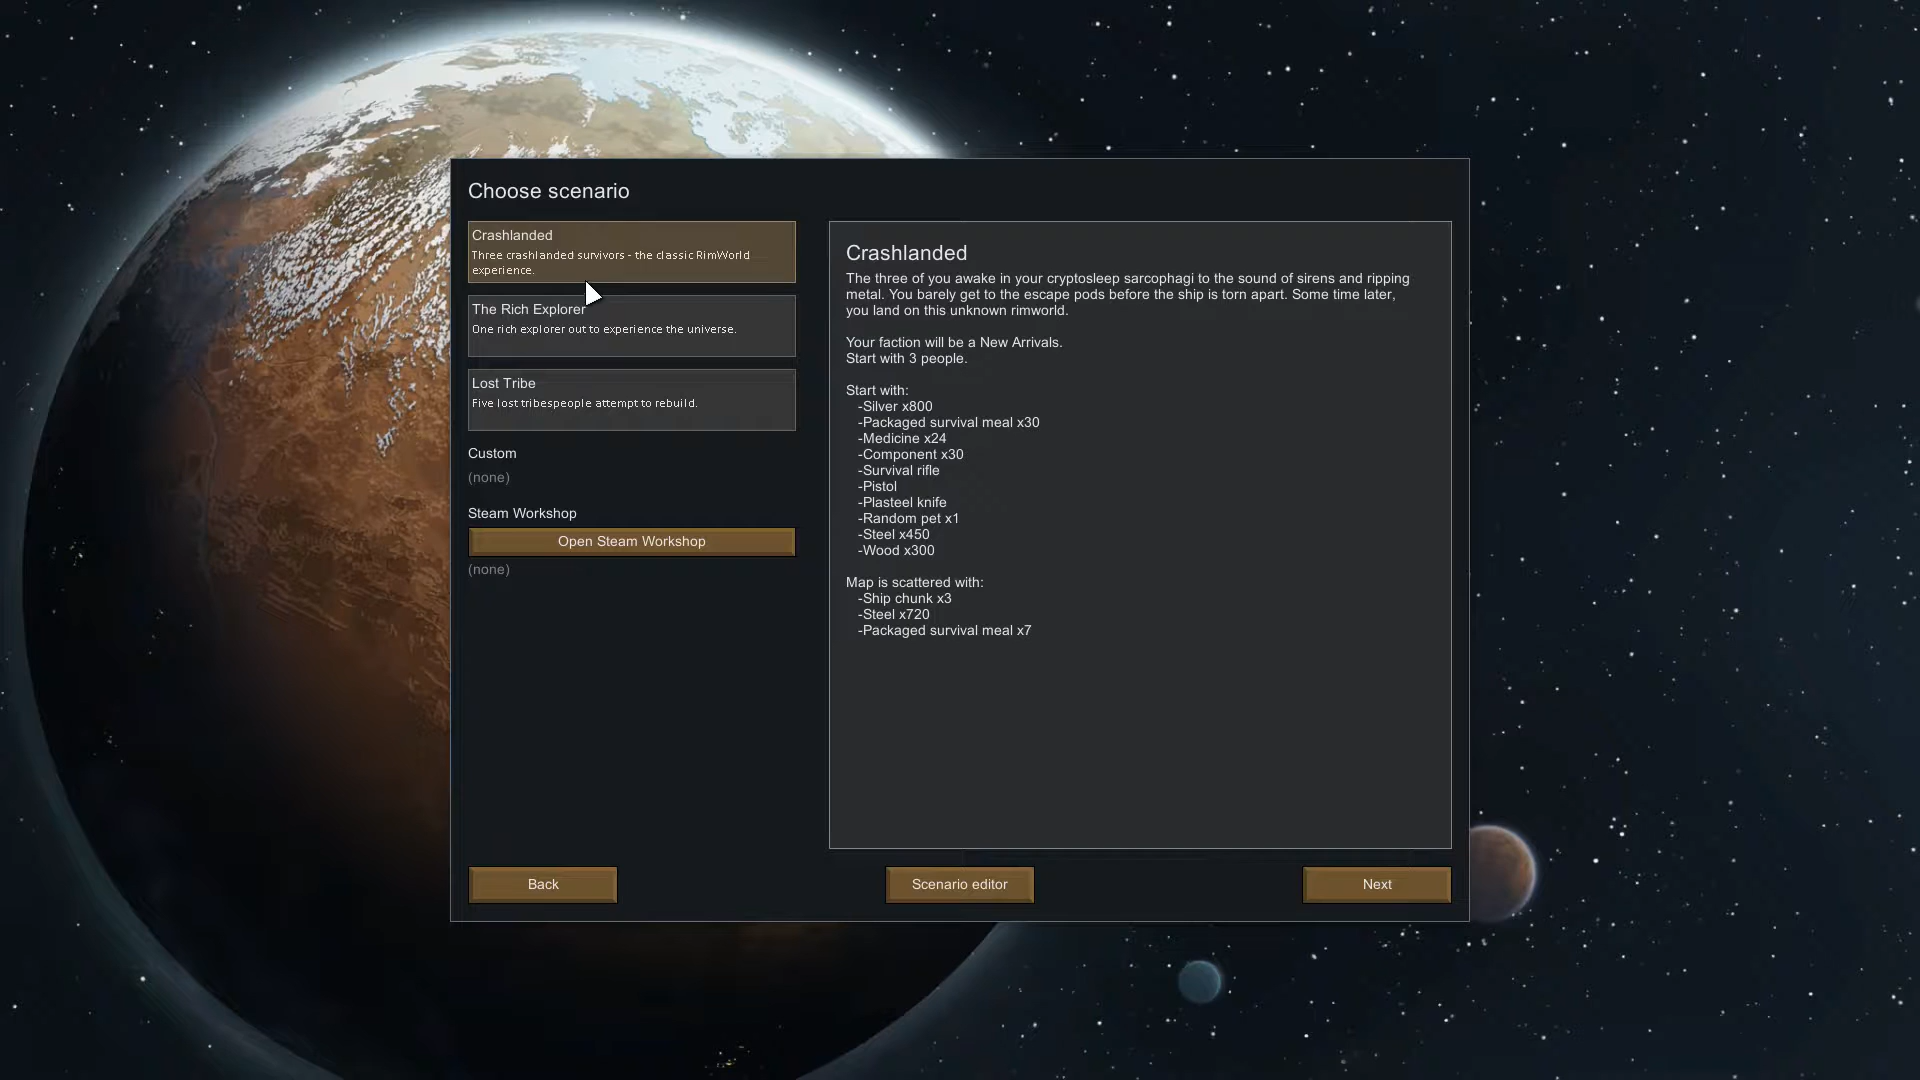 Choose scenario
Crashlanded
Three crashlanded survivors - the classic RimWorld
experience.
The Rich Explorer
One rich explorer out to experience the universe.
Lost Tribe
Five lost tribespeople attempt to rebuild.
Custom
(none)
Steam Workshop
Open Steam Workshop
(none)
Crashlanded
The three of you awake in your cryptosleep sarcophagi to the sound of sirens and ripping
metal. You barely get to the escape pods before the ship is torn apart. Some time later,
you land on this unknown rimworld.
Your faction will be a New Arrivals.
Start with 3 people.
Start with:
-Silver x800
-Packaged survival meal x30
-Medicine x24
-Component x30
-Survival rifle
-Pistol
-Plasteel knife
-Random pet x1
-Steel x450
-Wood x300
Map is scattered with:
-Ship chunk x3
-Steel x720
-Packaged survival meal x7
Back
Scenario editor
Next